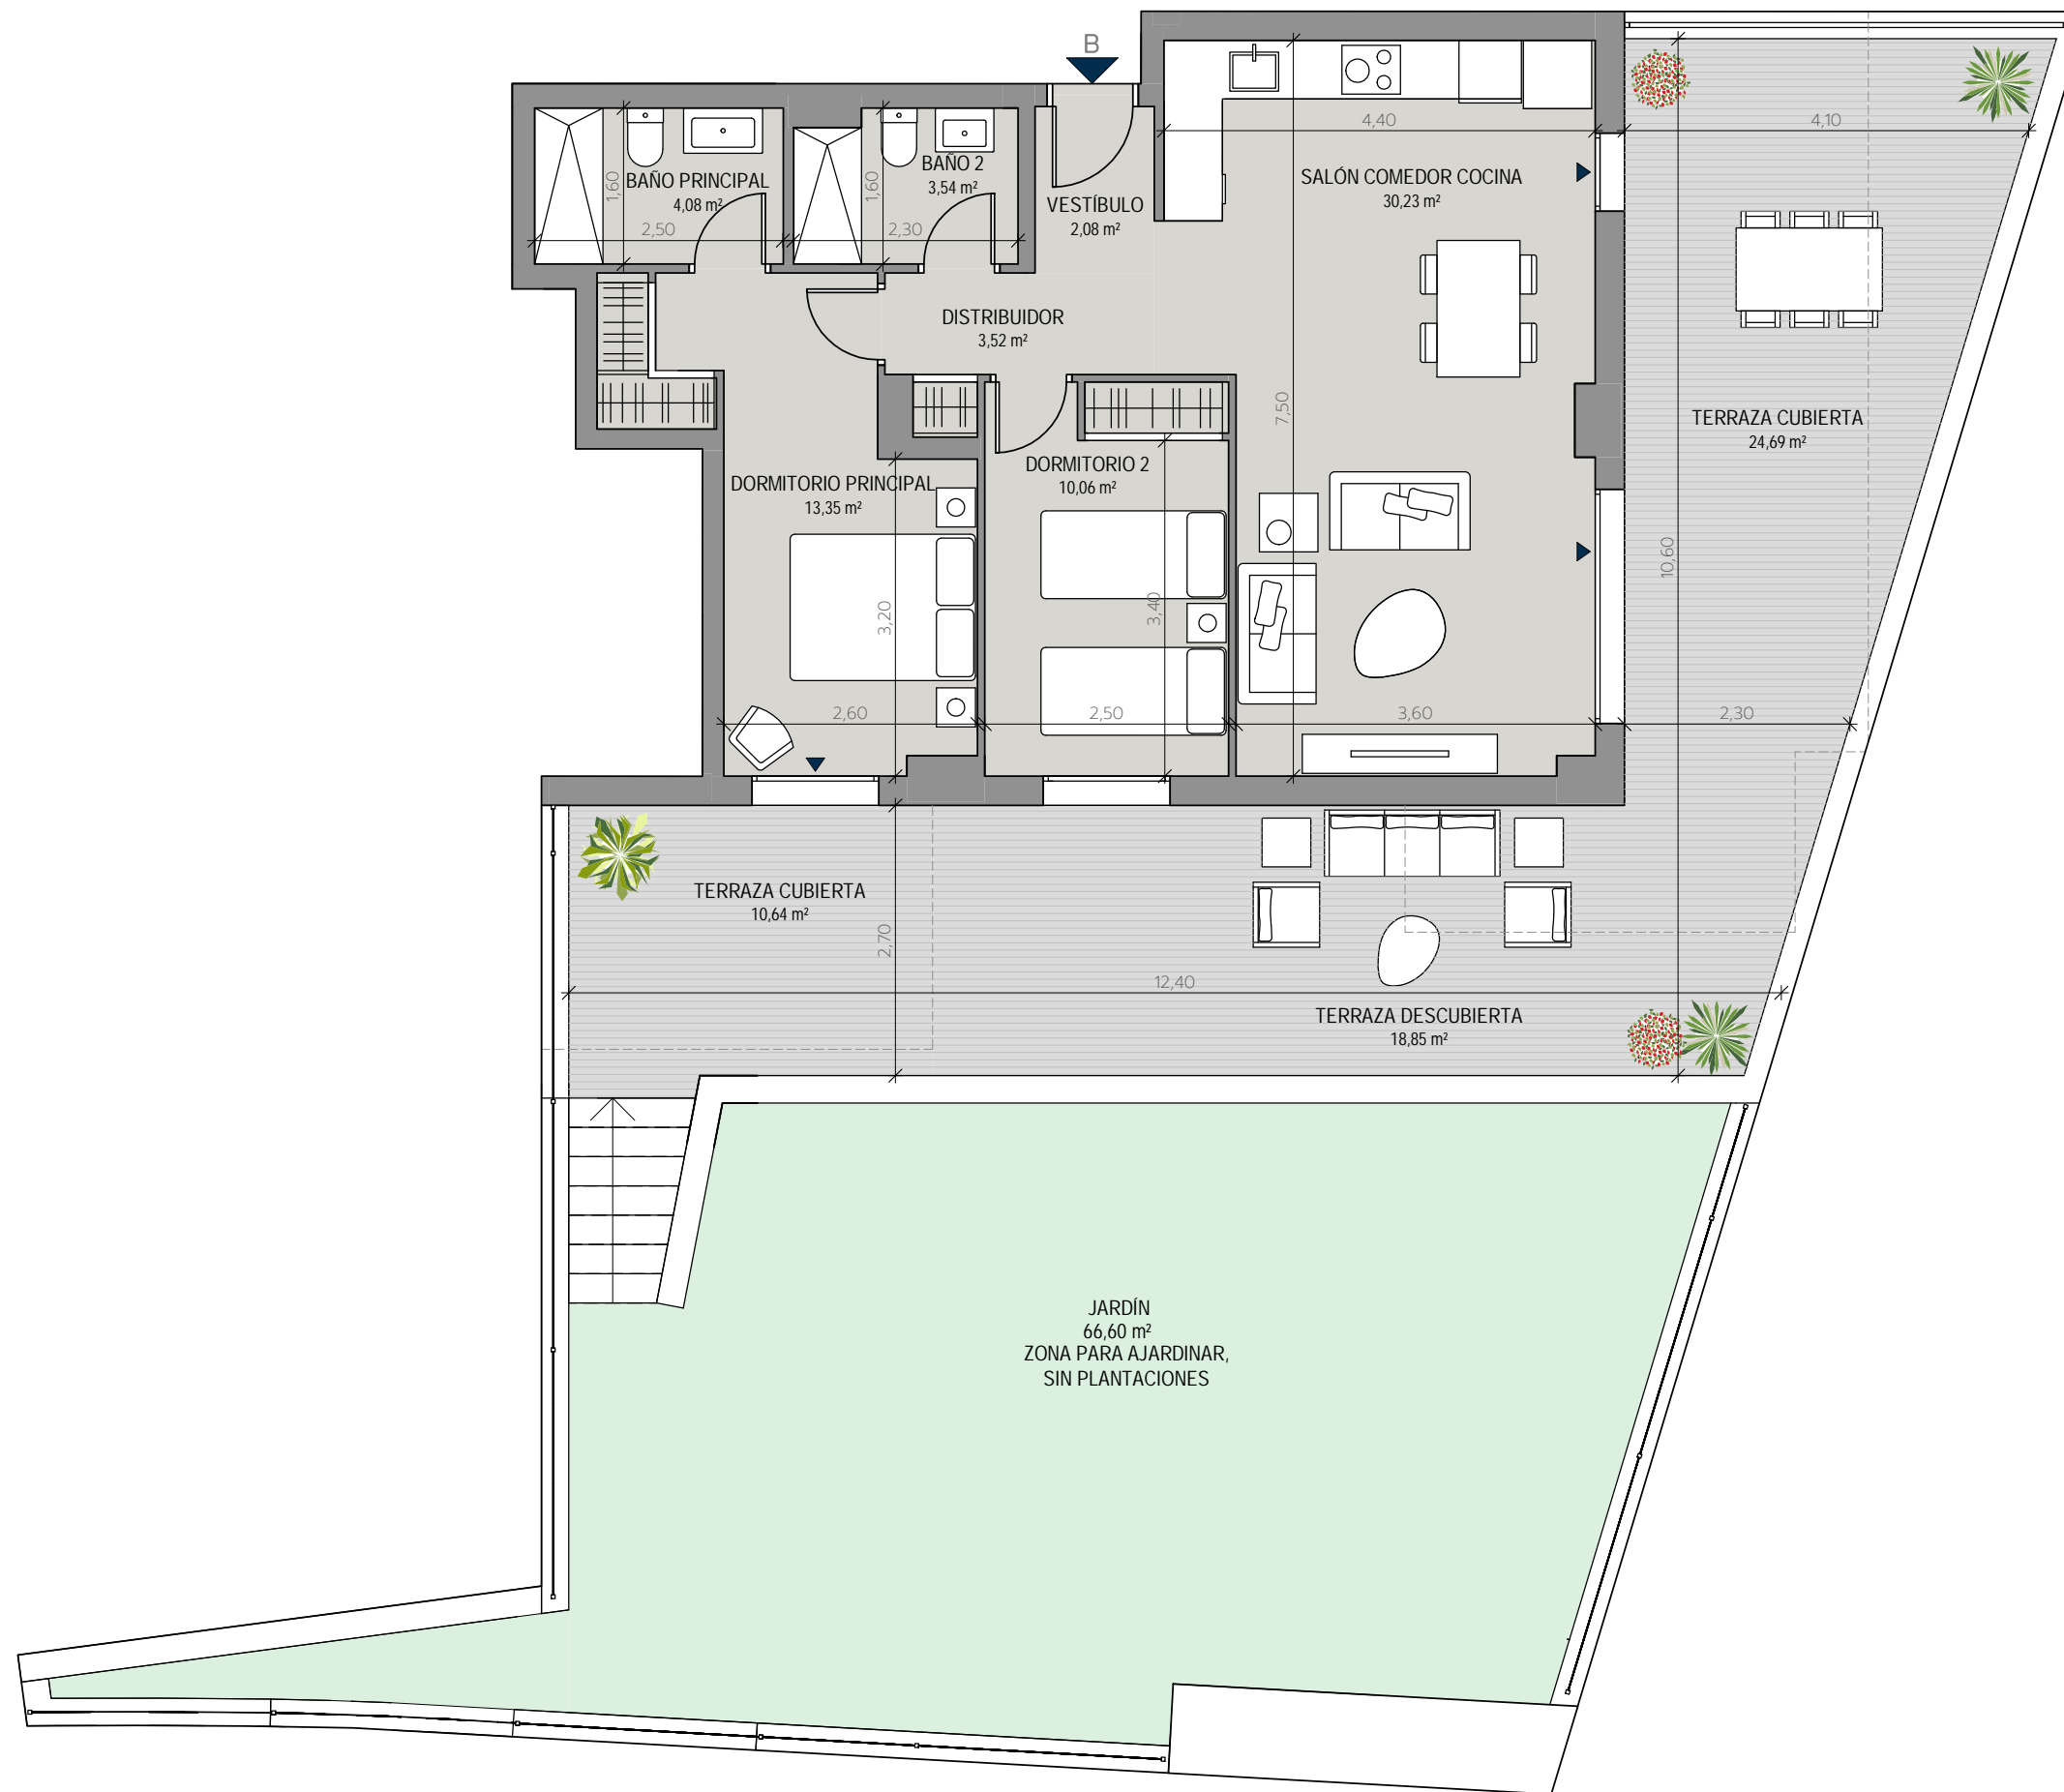 B
4,40
4,10
BAÑO 2
3,54 m²
BAÑO PRINCIPAL
4,08 m²
1,60
1,60
SALÓN COMEDOR COCINA
30,23 m²
VESTÍBULO
2,08 m²
2,50
2,30
DISTRIBUIDOR
3,52 m²
7,50
TERRAZA CUBIERTA
24,69 m²
DORMITORIO 2
10,06 m²
DORMITORIO PRINCIPAL
13,35 m²
10,60
3,20
3,40
2,60
2,50
3,60
2,30
TERRAZA CUBIERTA
10,64 m²
2,70
12,40
TERRAZA DESCUBIERTA
18,85 m²
JARDÍN
66,60 m²
ZONA PARA AJARDINAR,
SIN PLANTACIONES